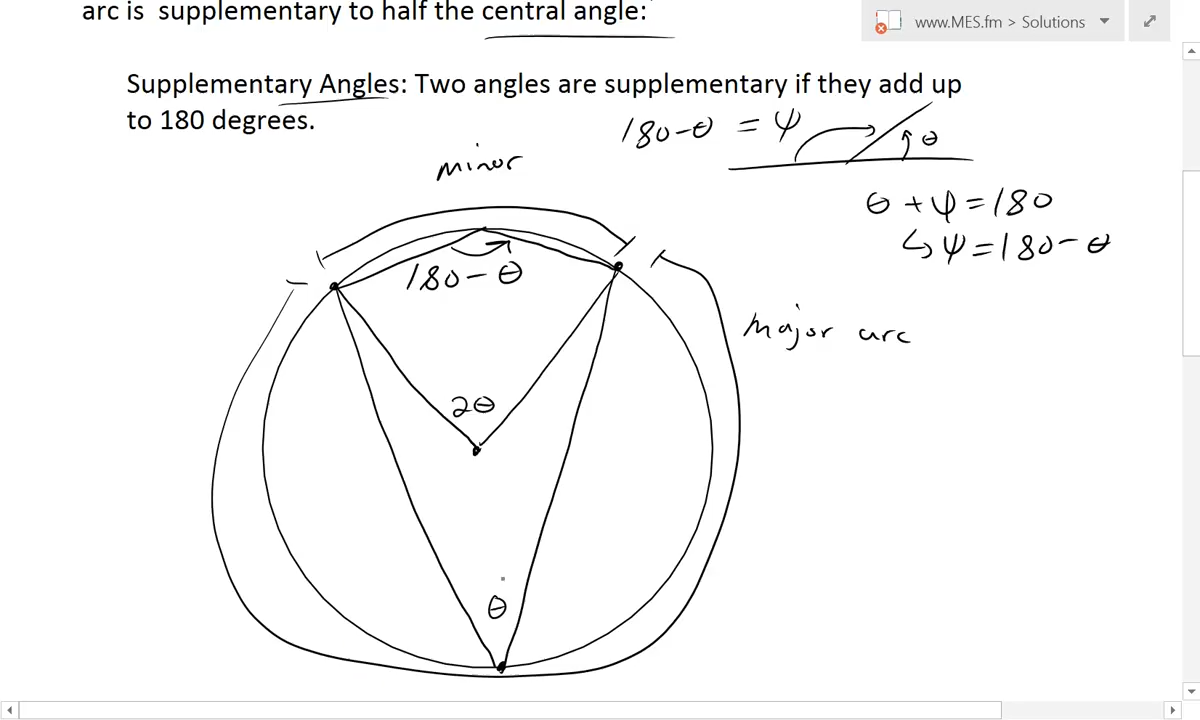 arc is supplementary to half the central angle:
www.MES.fm > Solutions
Supplementary Angles: Two angles are supplementary if they add up
to 180 degrees.
180-θ = ψ
θ
minor
θ + ψ = 180
↳ ψ = 180 - θ
180 - θ
major arc
2θ
θ